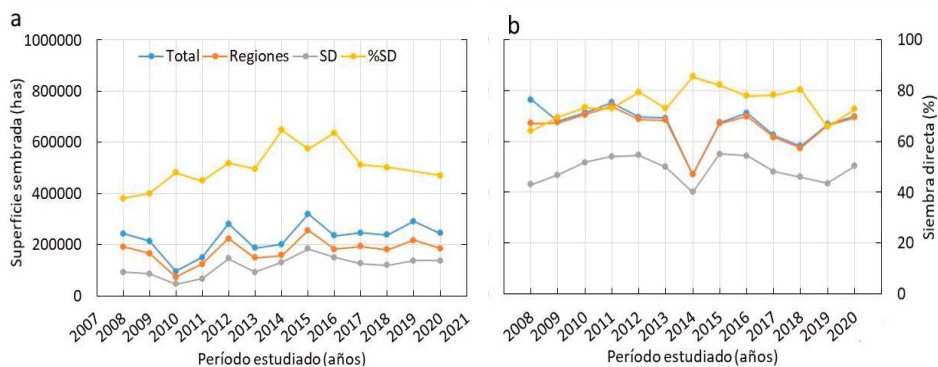 a
1000000
800000
600000
400000
200000
0
Superficie sembrada (has)
Total Regiones SD %SD
2007 2008 2009 2010 2011 2012 2013 2014 2015 2016 2017 2018 2019 2020 2021
Período estudiado (años)
b
100
80
60
40
20
0
Siembra directa (%)
2008 2009 2010 2011 2012 2013 2014 2015 2016 2017 2018 2019 2020
Período estudiado (años)